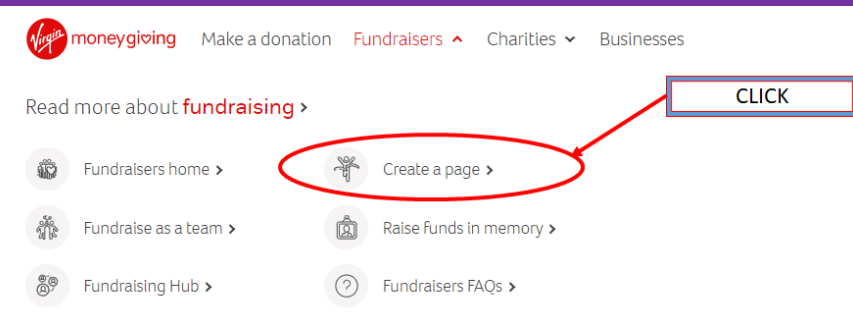 Virgin moneygiving Make a donation Fundraisers Charities Businesses
CLICK
Read more about fundraising >
Fundraisers home > Create a page >
Fundraise as a team > Raise funds in memory >
Fundraising Hub > ? Fundraisers FAQs >